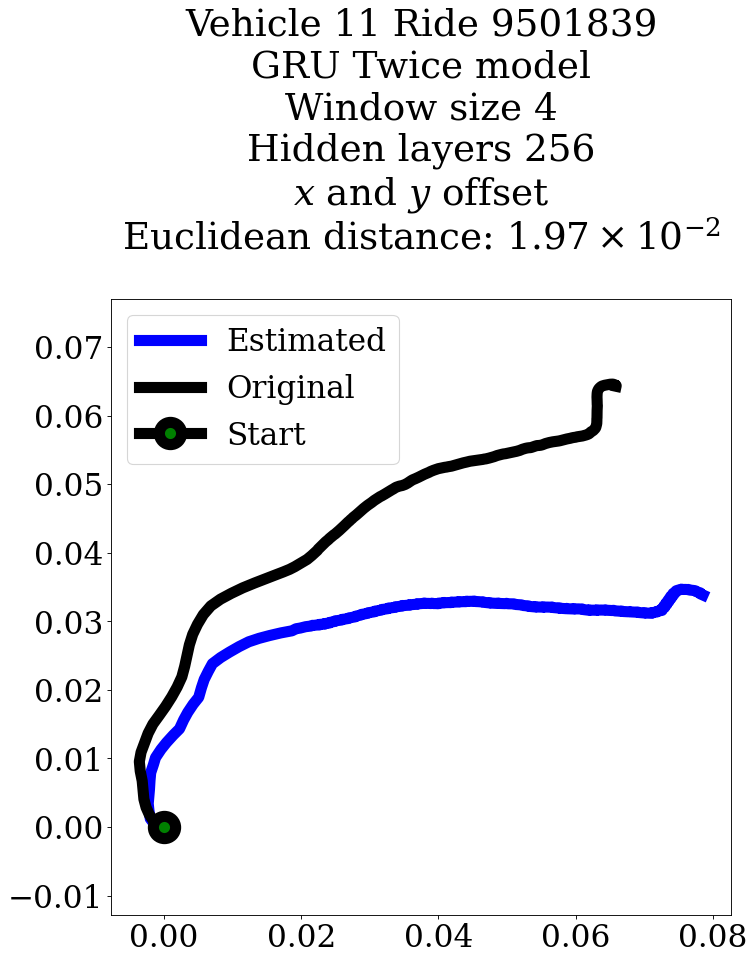 Vehicle 11 Ride 9501839
GRU Twice model
Window size 4
Hidden layers 256
x and y offset
Euclidean distance: 1.97 × 10⁻²
Estimated
Original
Start
0.07
0.06
0.05
0.04
0.03
0.02
0.01
0.00
−0.01
0.00 0.02 0.04 0.06 0.08